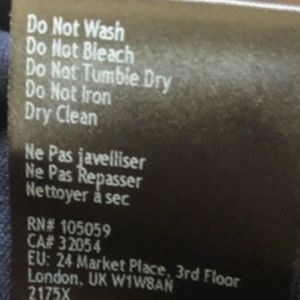 Do Not Wash
Do Not Bleach
Do Not Tumble Dry
Do Not Iron
Dry Clean
Ne Pas javelliser
Ne Pas Repasser
Nettoyer à sec
RN# 105059
CA# 32054
EU: 24 Market Place, 3rd Floor
London, UK W1W8AN
2175X